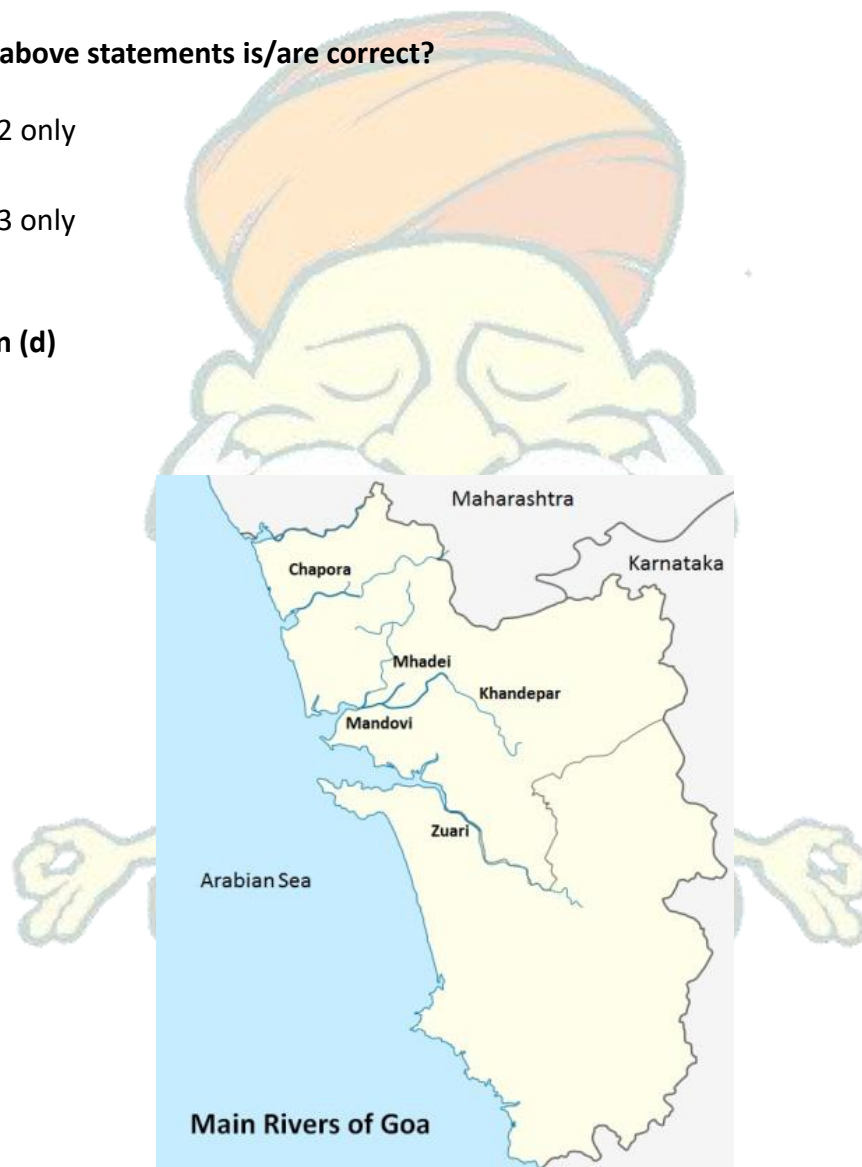 above statements is/are correct?
2 only
3 only
n (d)
Maharashtra
Karnataka
Chapora
Mhadei
Khandepar
Mandovi
Zuari
Arabian Sea
Main Rivers of Goa